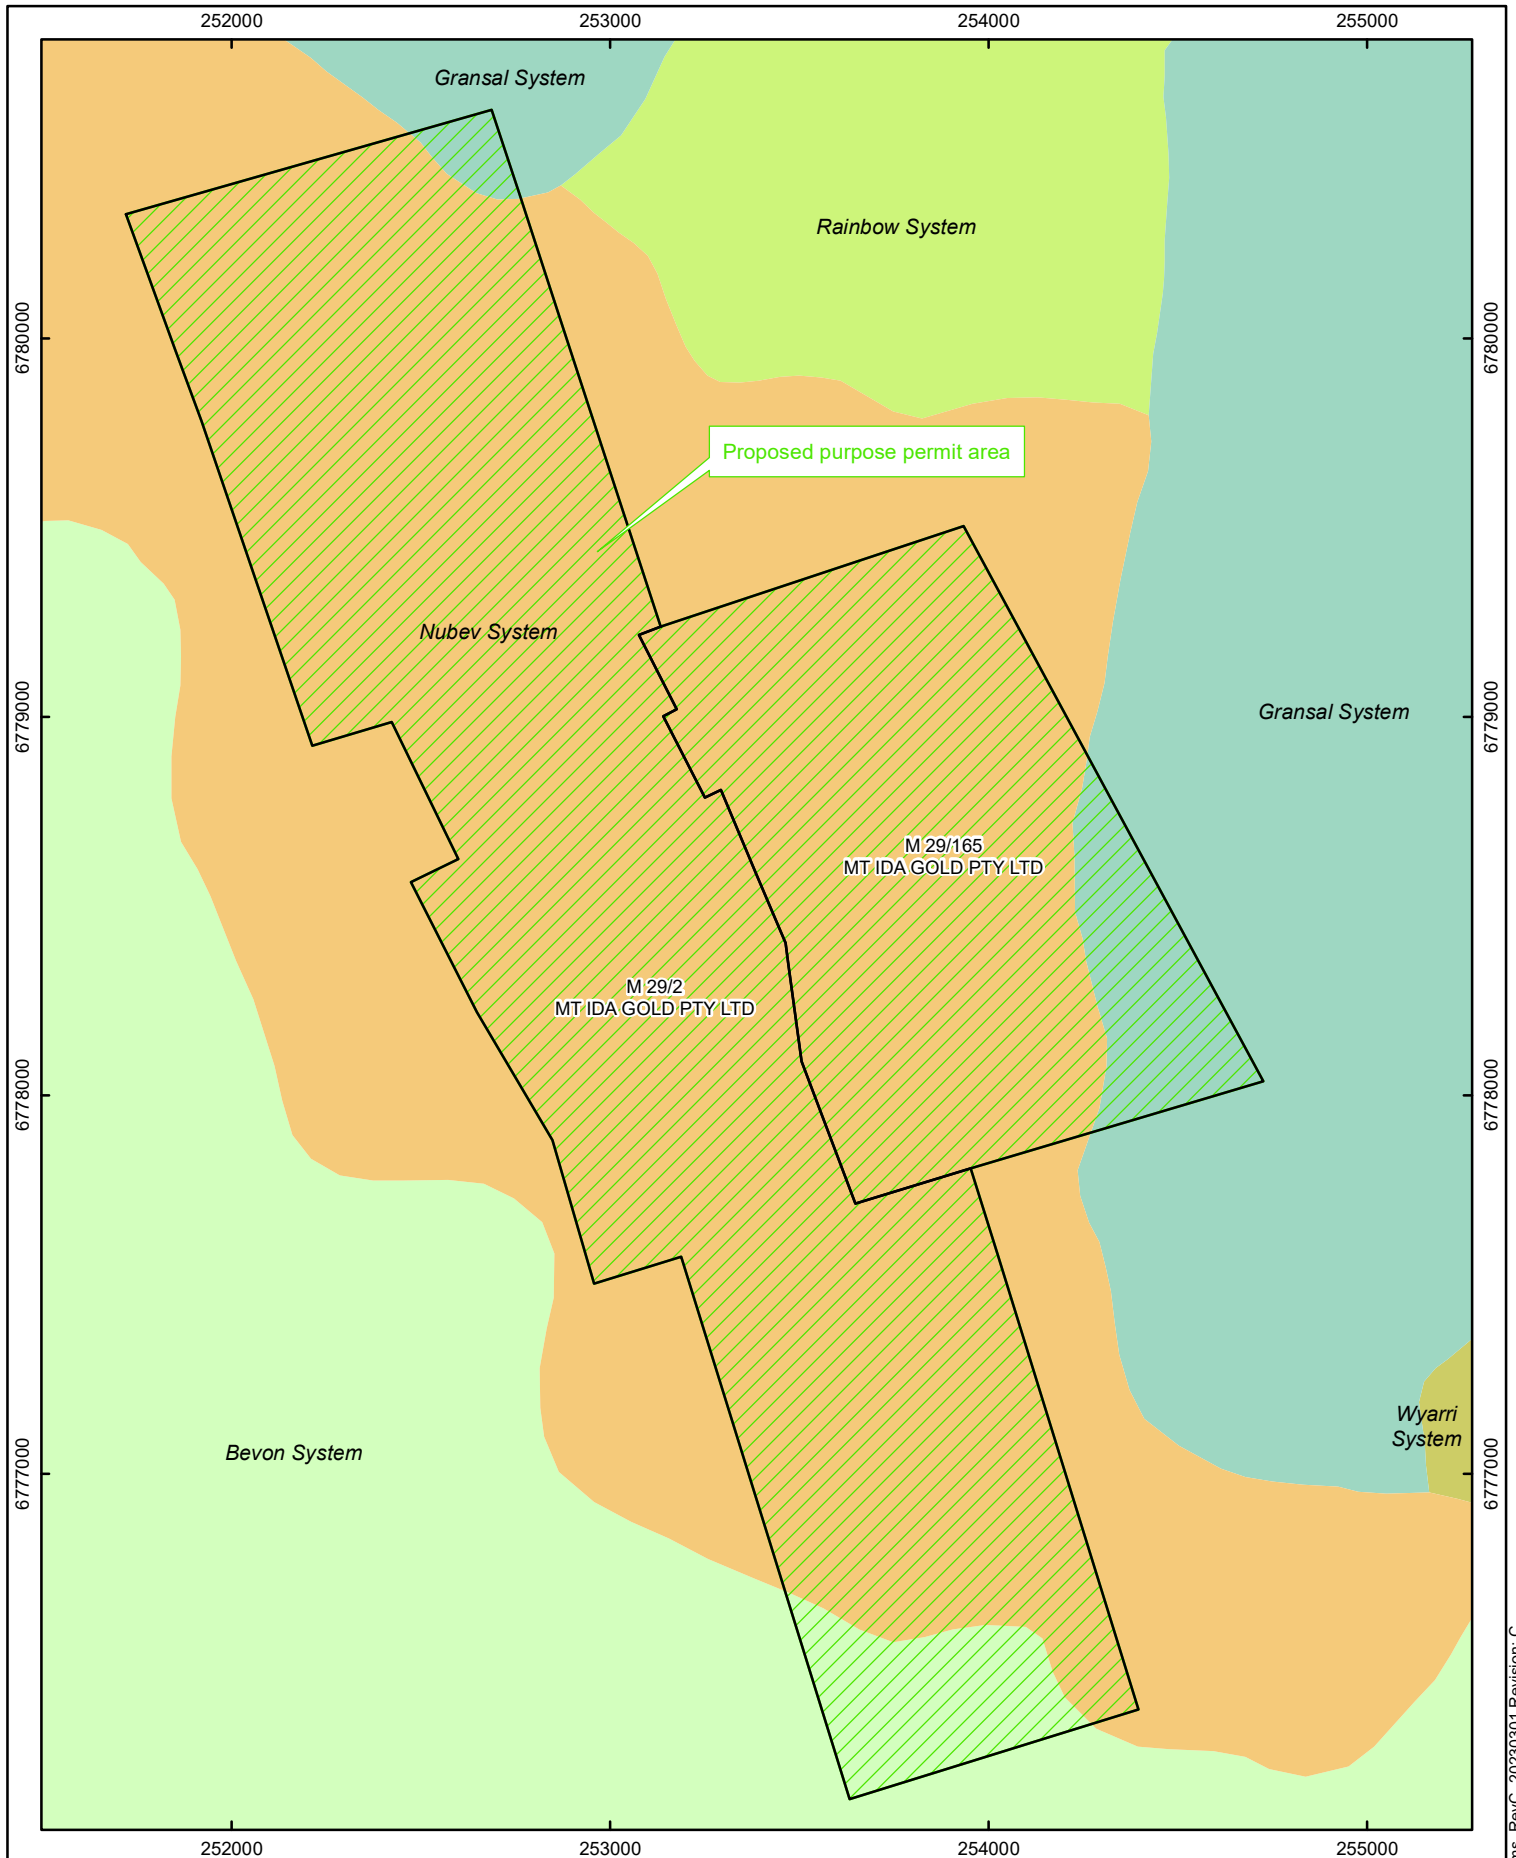 252000 253000 254000 255000
Gransal System
Rainbow System
6780000 6780000
Proposed purpose permit area
Nubev System
6779000 6779000
Gransal System
M 29/165
MT IDA GOLD PTY LTD
M 29/2
MT IDA GOLD PTY LTD
6778000 6778000
Wyarri
System
Bevon System
6777000 6777000
RevC_20230301 Revision: C
252000 253000 254000 255000